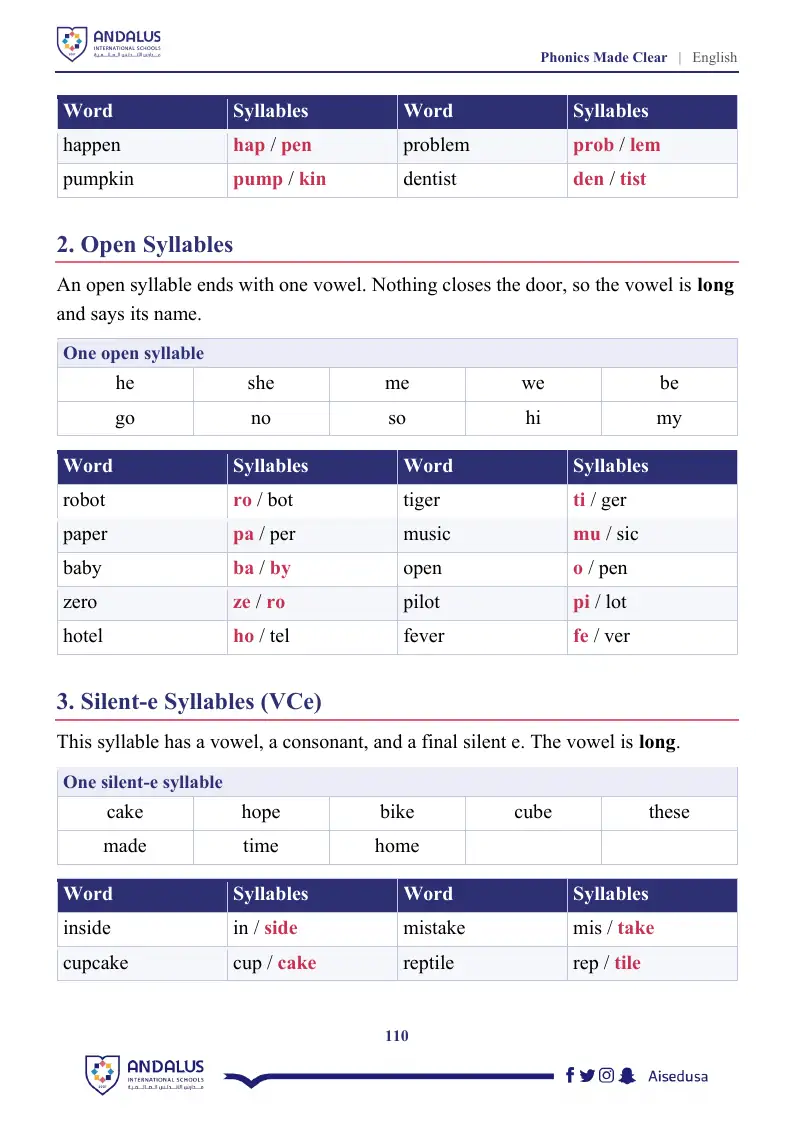 ANDALUS
INTERNATIONAL SCHOOLS
مدارس الأندلس العالمية
Phonics Made Clear | English
Word Syllables Word Syllables
happen hap / pen problem prob / lem
pumpkin pump / kin dentist den / tist
2. Open Syllables
An open syllable ends with one vowel. Nothing closes the door, so the vowel is long
and says its name.
One open syllable
he she me we be
go no so hi my
Word Syllables Word Syllables
robot ro / bot tiger ti / ger
paper pa / per music mu / sic
baby ba / by open o / pen
zero ze / ro pilot pi / lot
hotel ho / tel fever fe / ver
3. Silent-e Syllables (VCe)
This syllable has a vowel, a consonant, and a final silent e. The vowel is long.
One silent-e syllable
cake hope bike cube these
made time home
Word Syllables Word Syllables
inside in / side mistake mis / take
cupcake cup / cake reptile rep / tile
110
ANDALUS
INTERNATIONAL SCHOOLS
مدارس الأندلس العالمية
Aisedusa